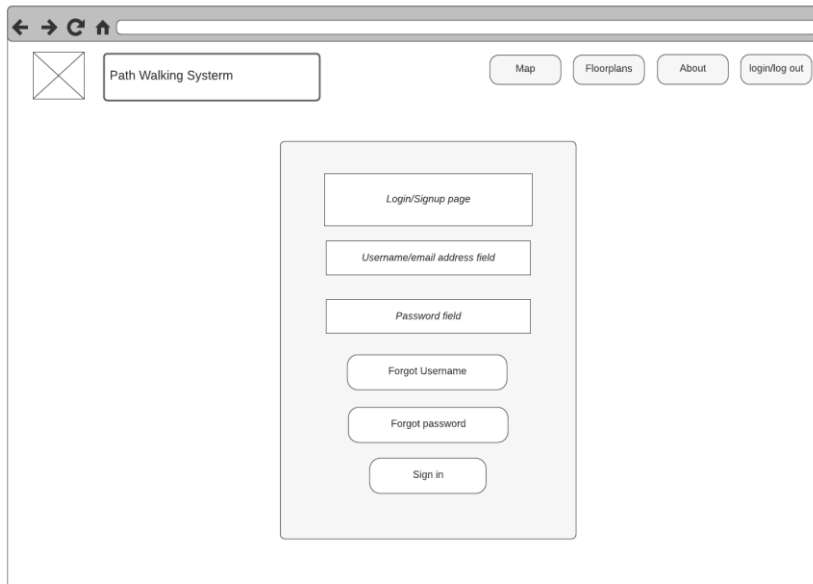 Path Walking Systerm
Map
Floorplans
About
login/log out
Login/Signup page
Username/email address field
Password field
Forgot Username
Forgot password
Sign in